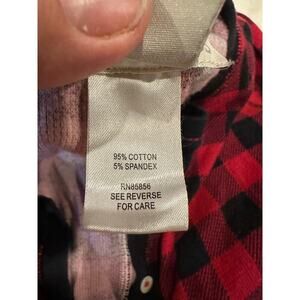 95% COTTON
5% SPANDEX
RN85856
SEE REVERSE
FOR CARE